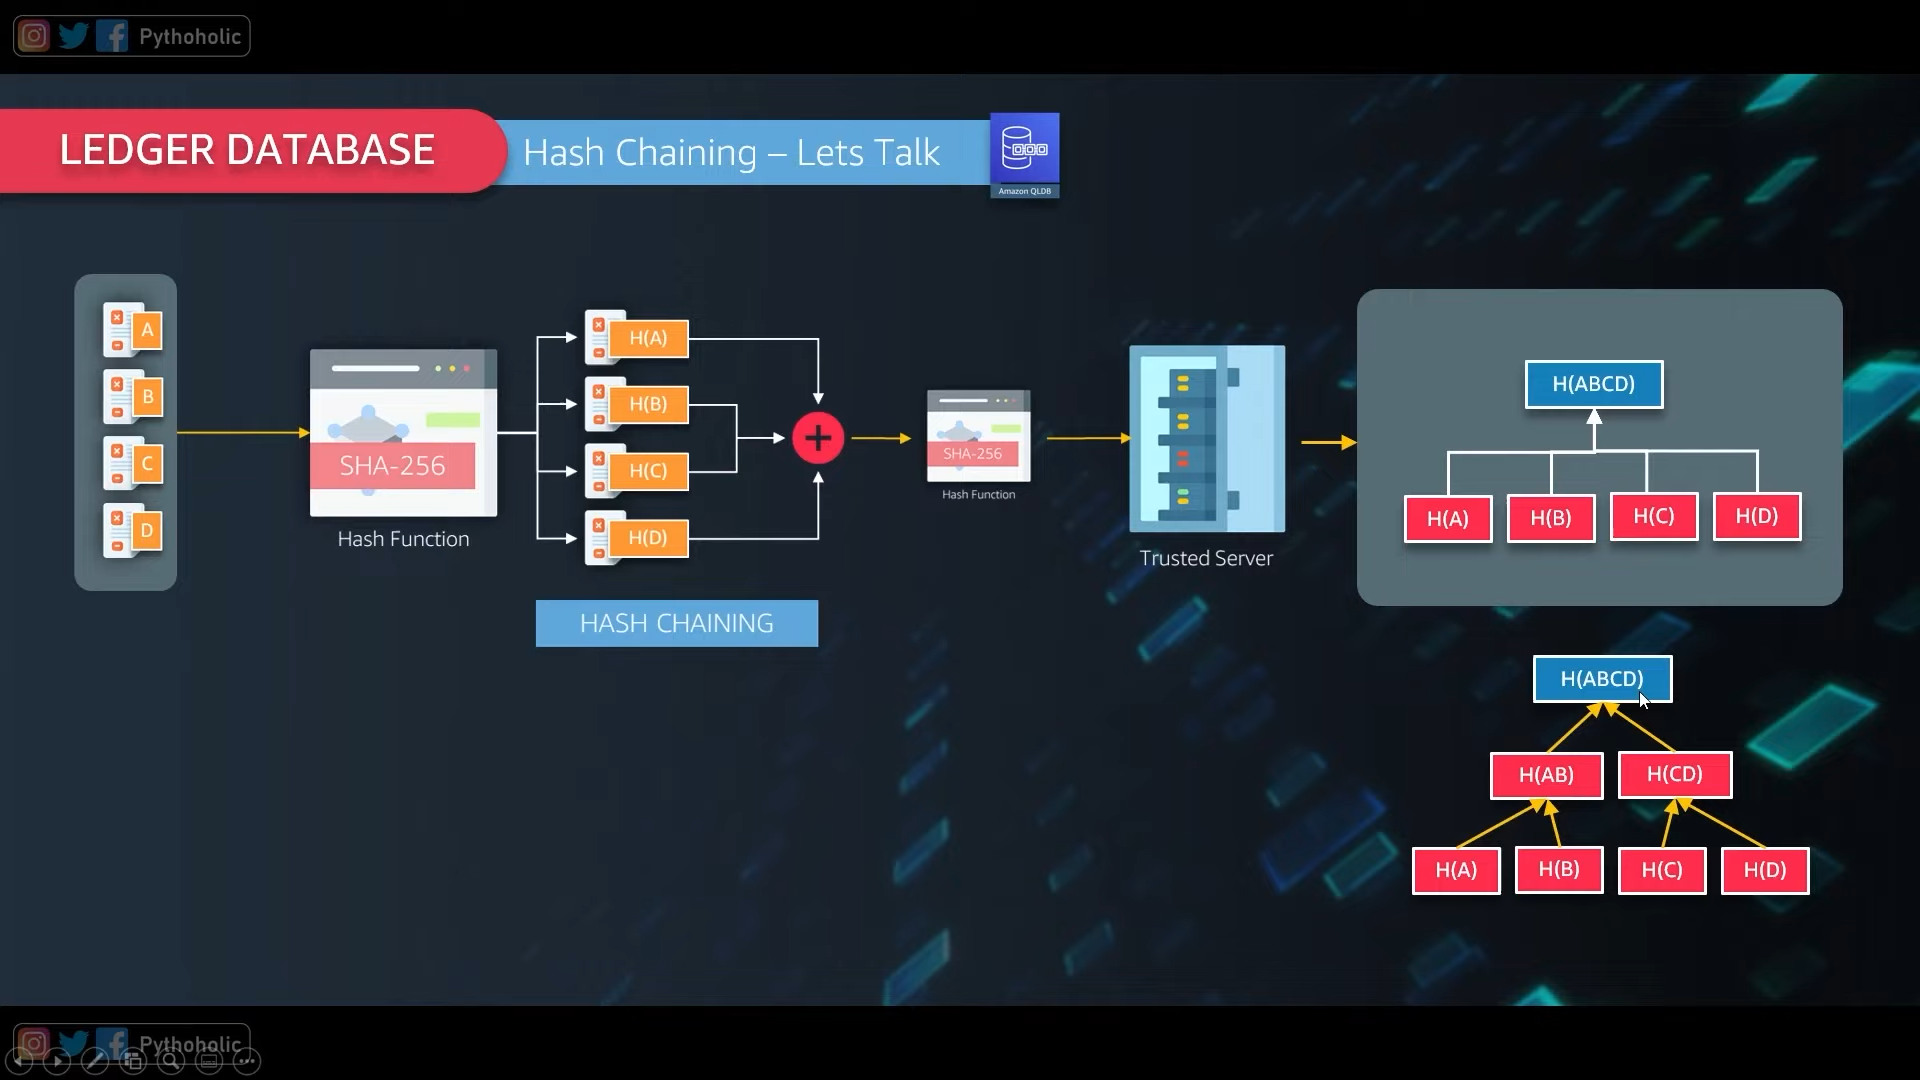 Pythoholic
LEDGER DATABASE
Hash Chaining – Lets Talk
Amazon QLDB
A
B
C
D
SHA-256
Hash Function
H(A)
H(B)
H(C)
H(D)
HASH CHAINING
SHA-256
Hash Function
Trusted Server
H(ABCD)
H(A)
H(B)
H(C)
H(D)
H(ABCD)
H(AB)
H(CD)
H(A)
H(B)
H(C)
H(D)
Pythoholic